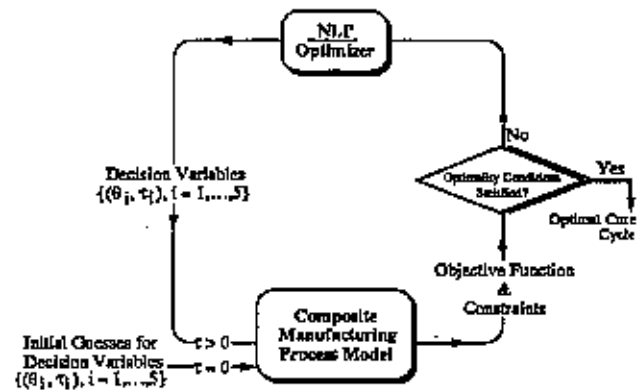 NLP
Optimizer
No
Optimality Conditions
Satisfied?
Yes
Optimal Cure
Cycle
Decision Variables
{(θi, τi), i = 1,...,5}
Objective Function
&
Constraints
Composite
Manufacturing
Process Model
τ > 0
τ = 0
Initial Guesses for
Decision Variables
{(θi, τi), i = 1,...,5}